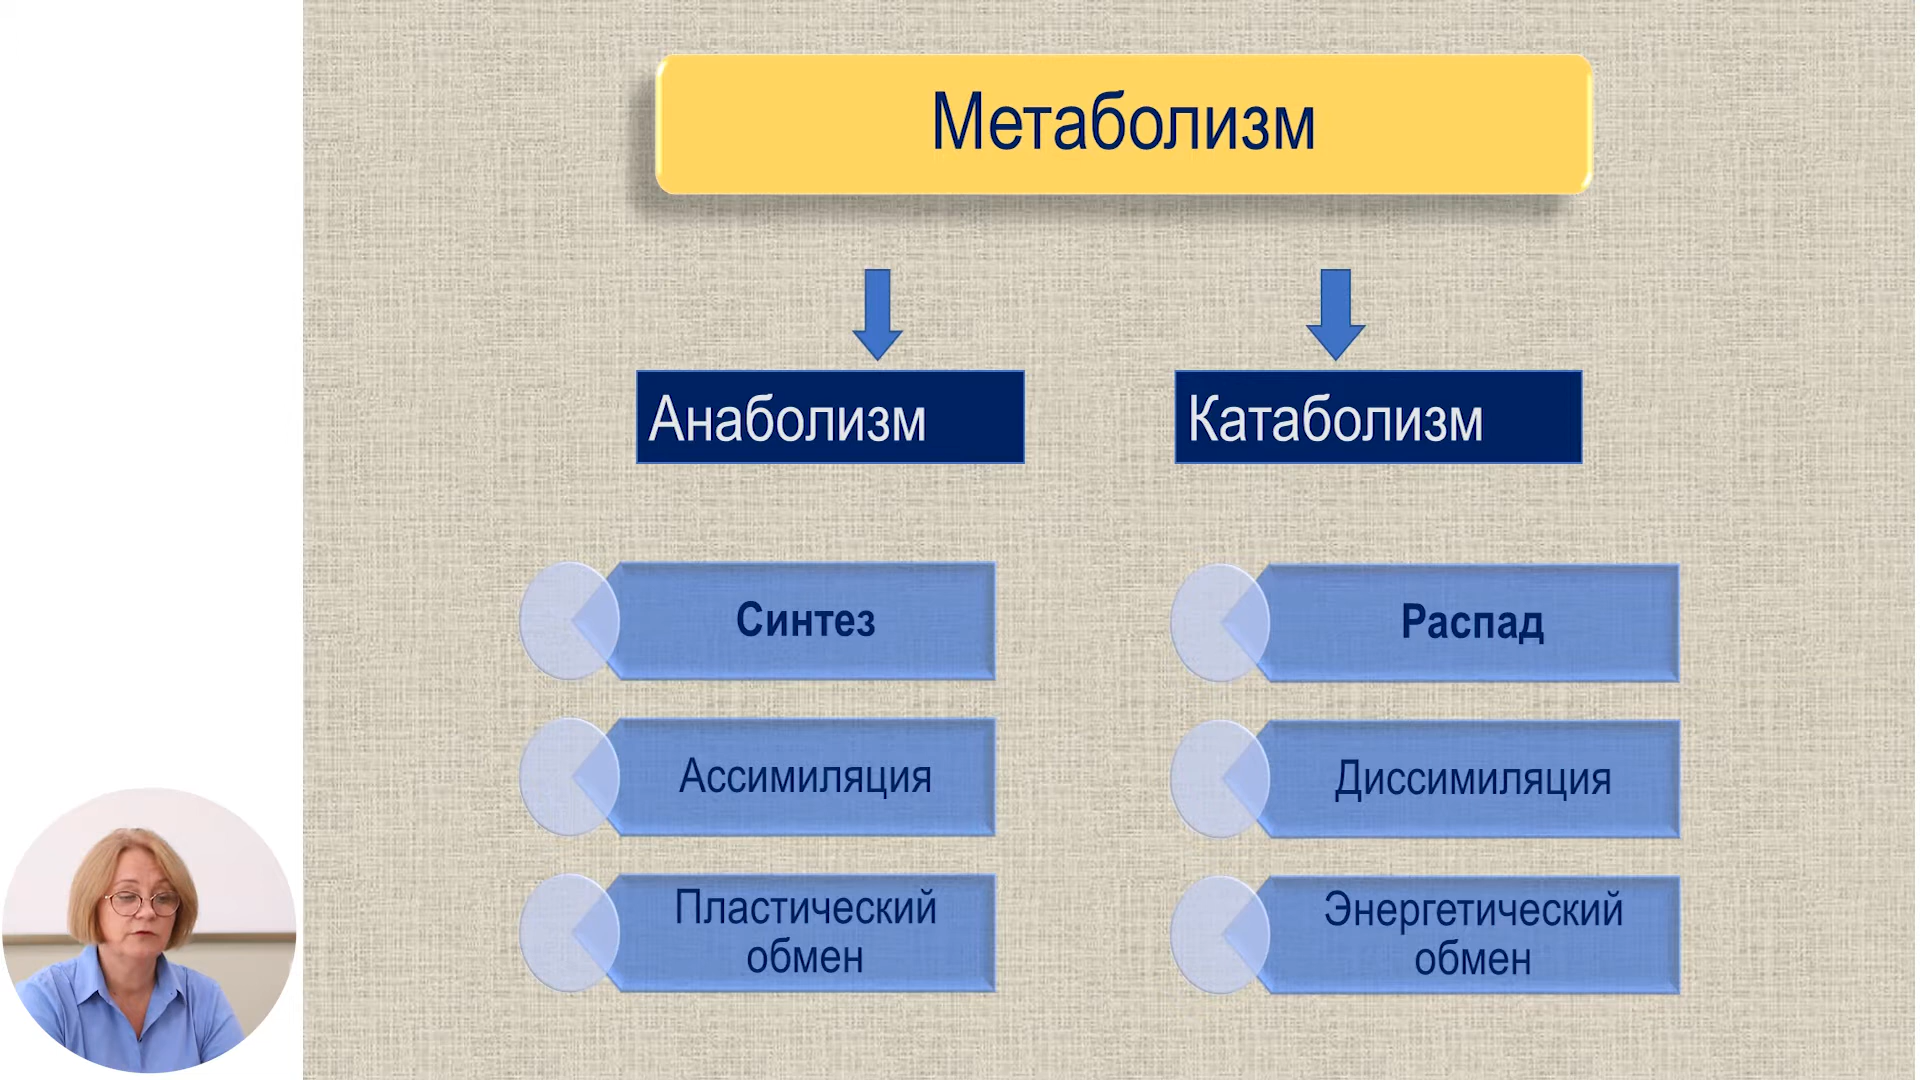 Метаболизм
Анаболизм
Катаболизм
Синтез
Распад
Ассимиляция
Диссимиляция
Пластический
обмен
Энергетический
обмен